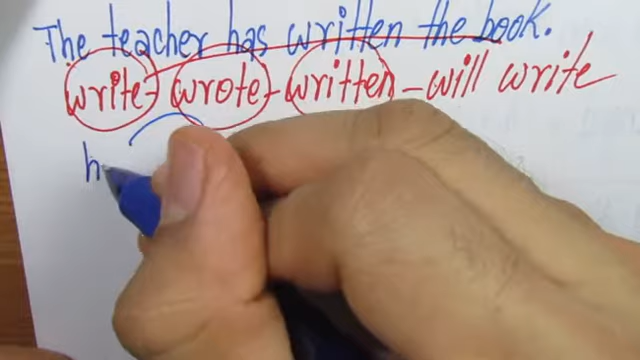 The teacher has written the book.
write - wrote - written - will write
h